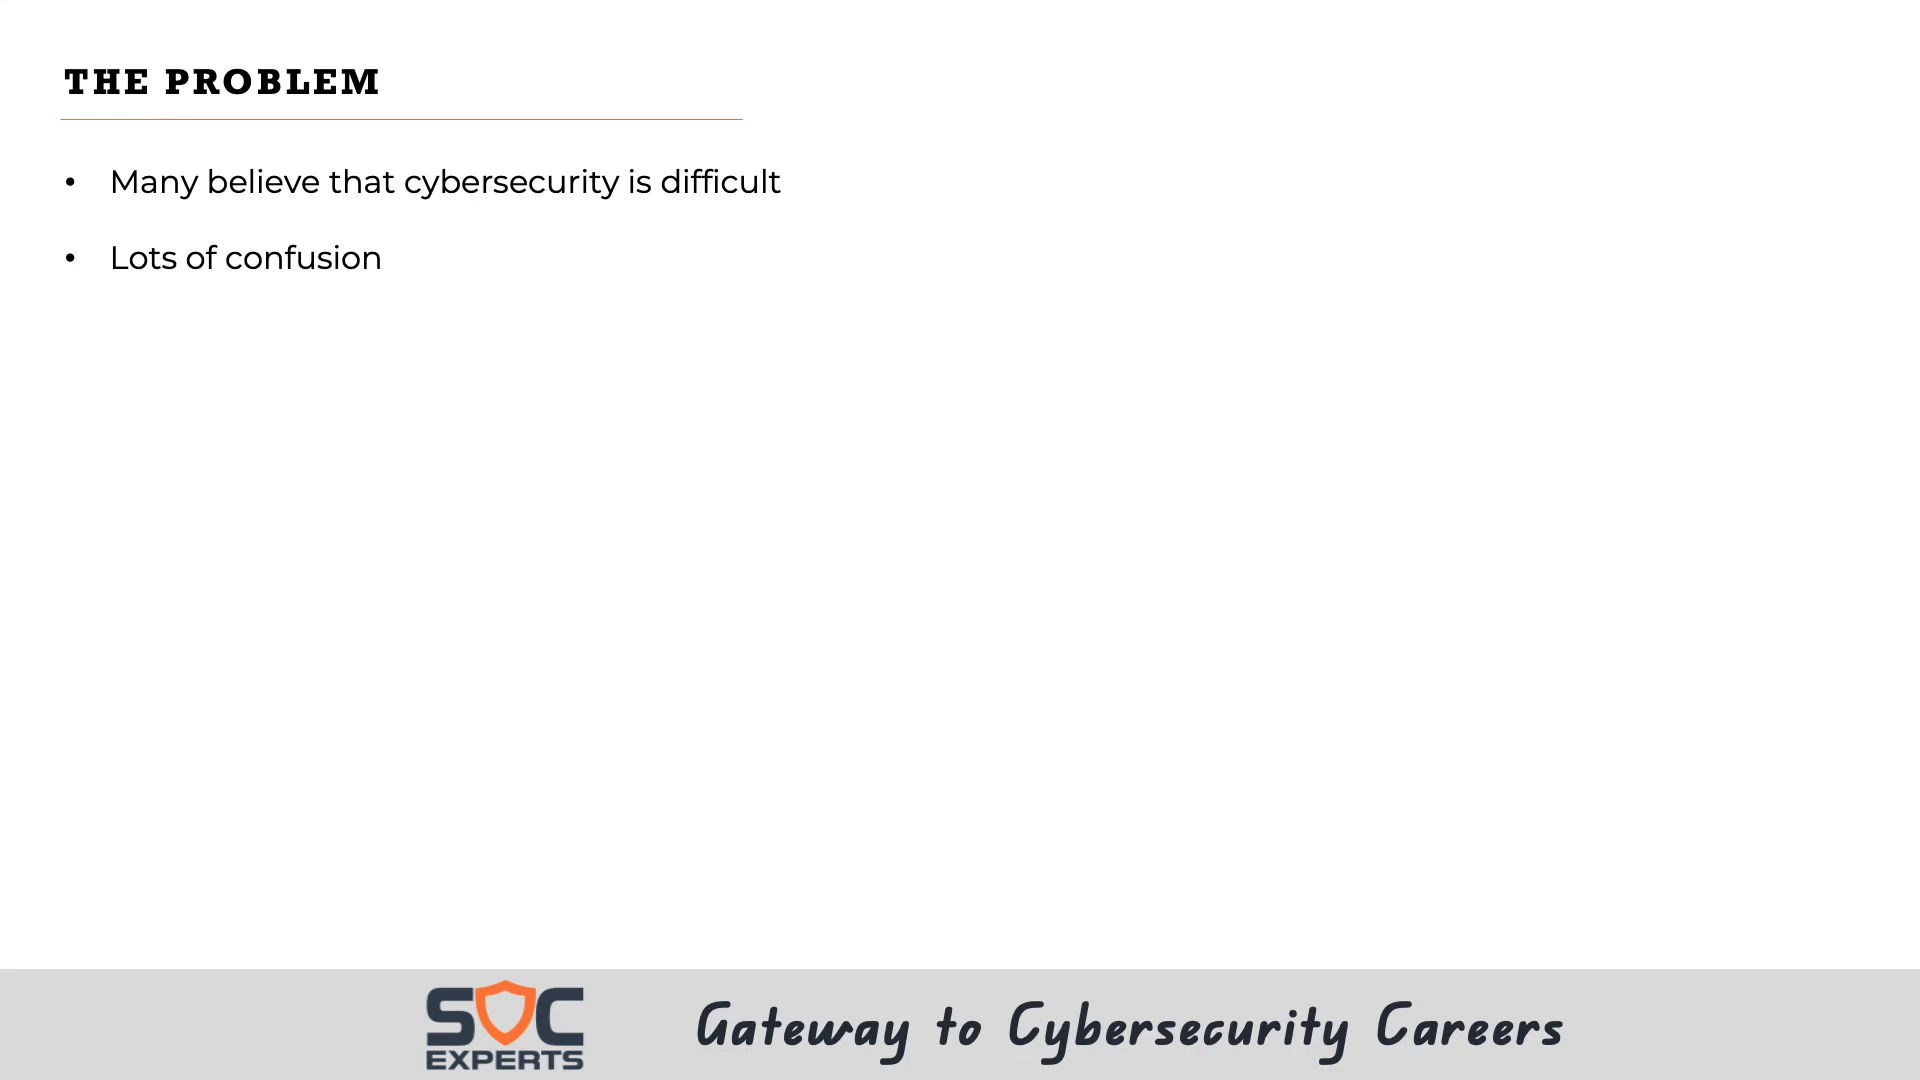 THE PROBLEM
• Many believe that cybersecurity is difficult
• Lots of confusion
SOC
EXPERTS
Gateway to Cybersecurity Careers